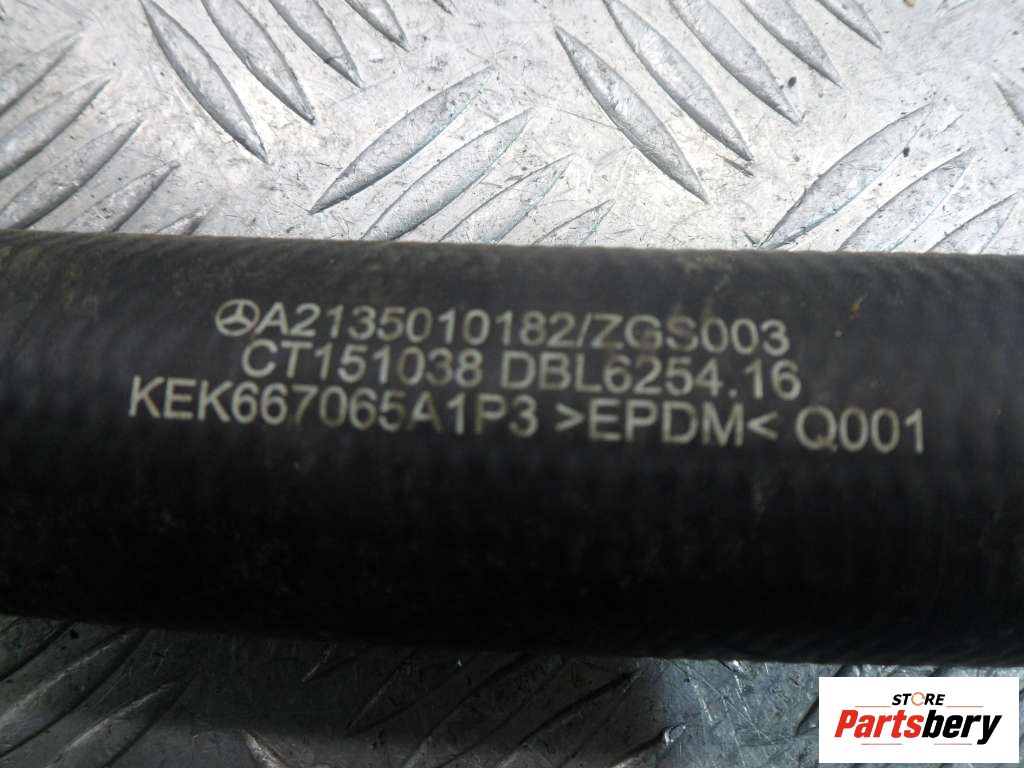 A2135010182/ZGS003
CT151038 DBL6254.16
KEK667065A1P3 >EPDM< Q001
STORE
Partsbery